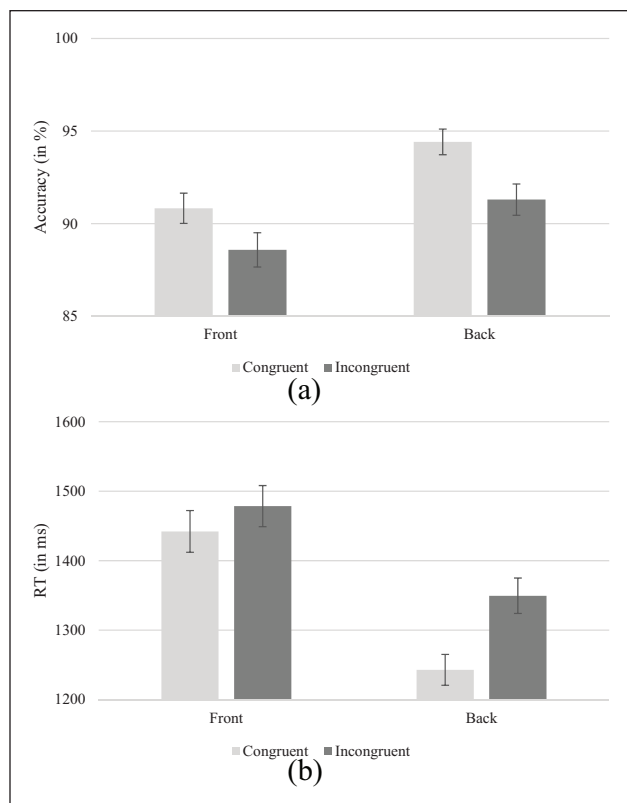 100
95
90
85
Accuracy (in %)
Front Back
Congruent Incongruent
(a)
1600
1500
1400
1300
1200
RT (in ms)
Front Back
Congruent Incongruent
(b)